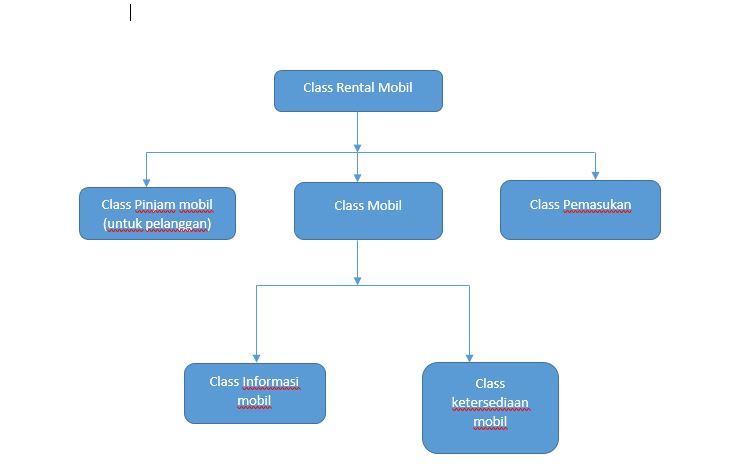 Class Rental Mobil
Class Pinjam mobil
(untuk pelanggan)
Class Mobil
Class Pemasukan
Class Informasi
mobil
Class
ketersediaan
mobil